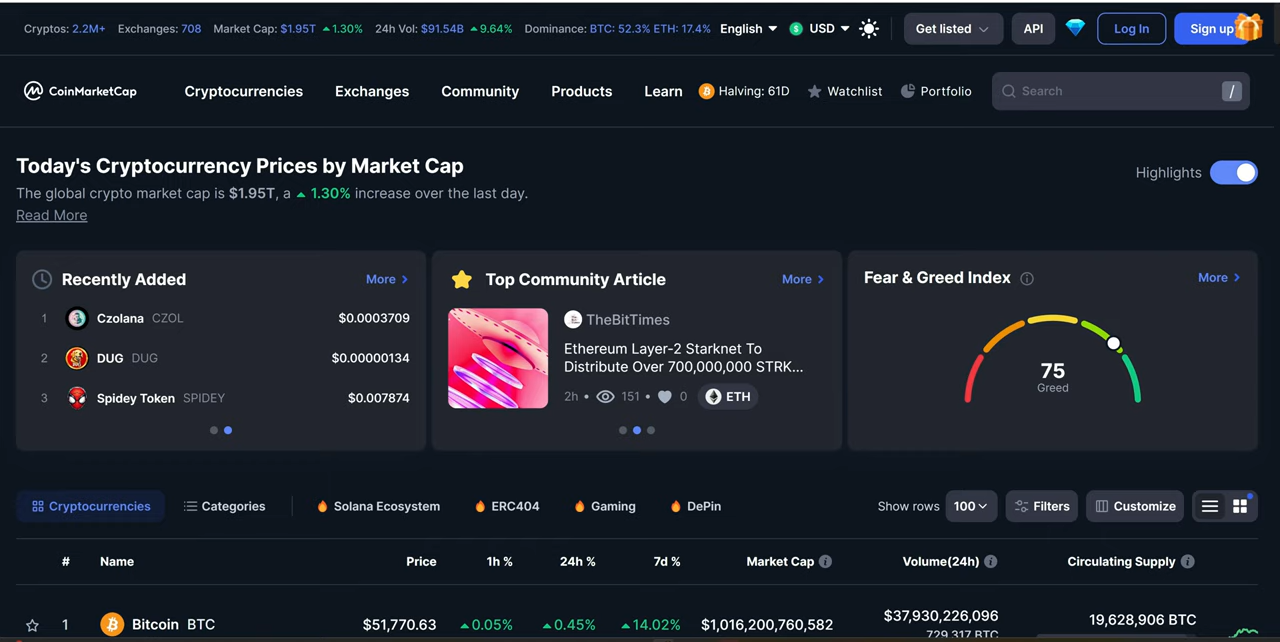 Cryptos: 2.2M+ Exchanges: 708 Market Cap: $1.95T 1.30% 24h Vol: $91.54B 9.64% Dominance: BTC: 52.3% ETH: 17.4% English USD Get listed API Log In Sign up
CoinMarketCap Cryptocurrencies Exchanges Community Products Learn Halving: 61D Watchlist Portfolio Search /
Today's Cryptocurrency Prices by Market Cap
Highlights
The global crypto market cap is $1.95T, a 1.30% increase over the last day.
Read More
Recently Added More >
1 Czolana CZOL $0.0003709
2 DUG DUG $0.00000134
3 Spidey Token SPIDEY $0.007874
Top Community Article More >
TheBitTimes
Ethereum Layer-2 Starknet To
Distribute Over 700,000,000 STRK...
2h • 151 • 0 ETH
Fear & Greed Index More >
75
Greed
Cryptocurrencies Categories Solana Ecosystem ERC404 Gaming DePin Show rows 100 Filters Customize
# Name Price 1h % 24h % 7d % Market Cap Volume(24h) Circulating Supply
1 Bitcoin BTC $51,770.63 0.05% 0.45% 14.02% $1,016,200,760,582 $37,930,226,096 19,628,906 BTC
729,317 BTC